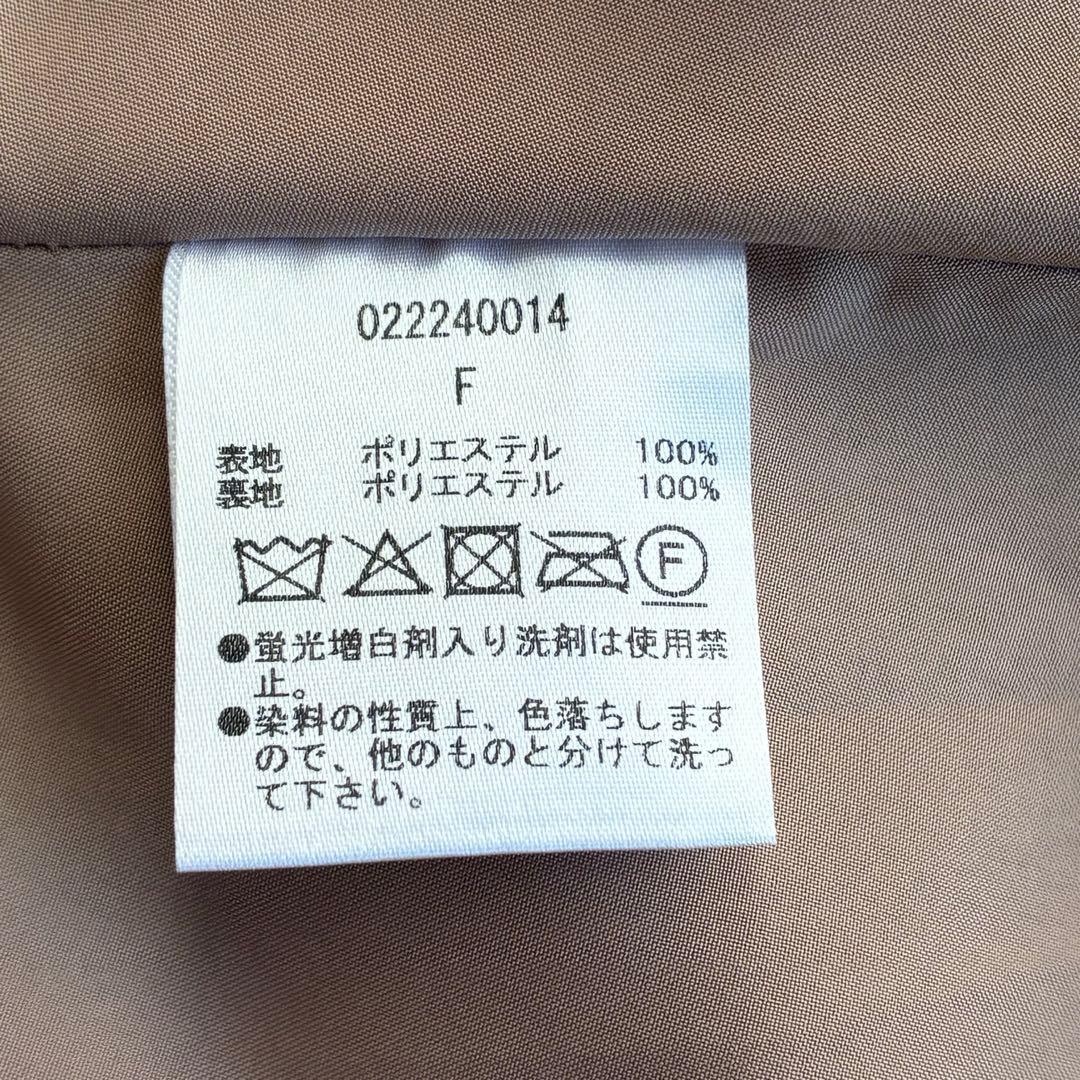 022240014
F
表地 ポリエステル 100%
裏地 ポリエステル 100%
F
●蛍光増白剤入り洗剤は使用禁
止。
●染料の性質上、色落ちします
ので、他のものと分けて洗っ
て下さい。